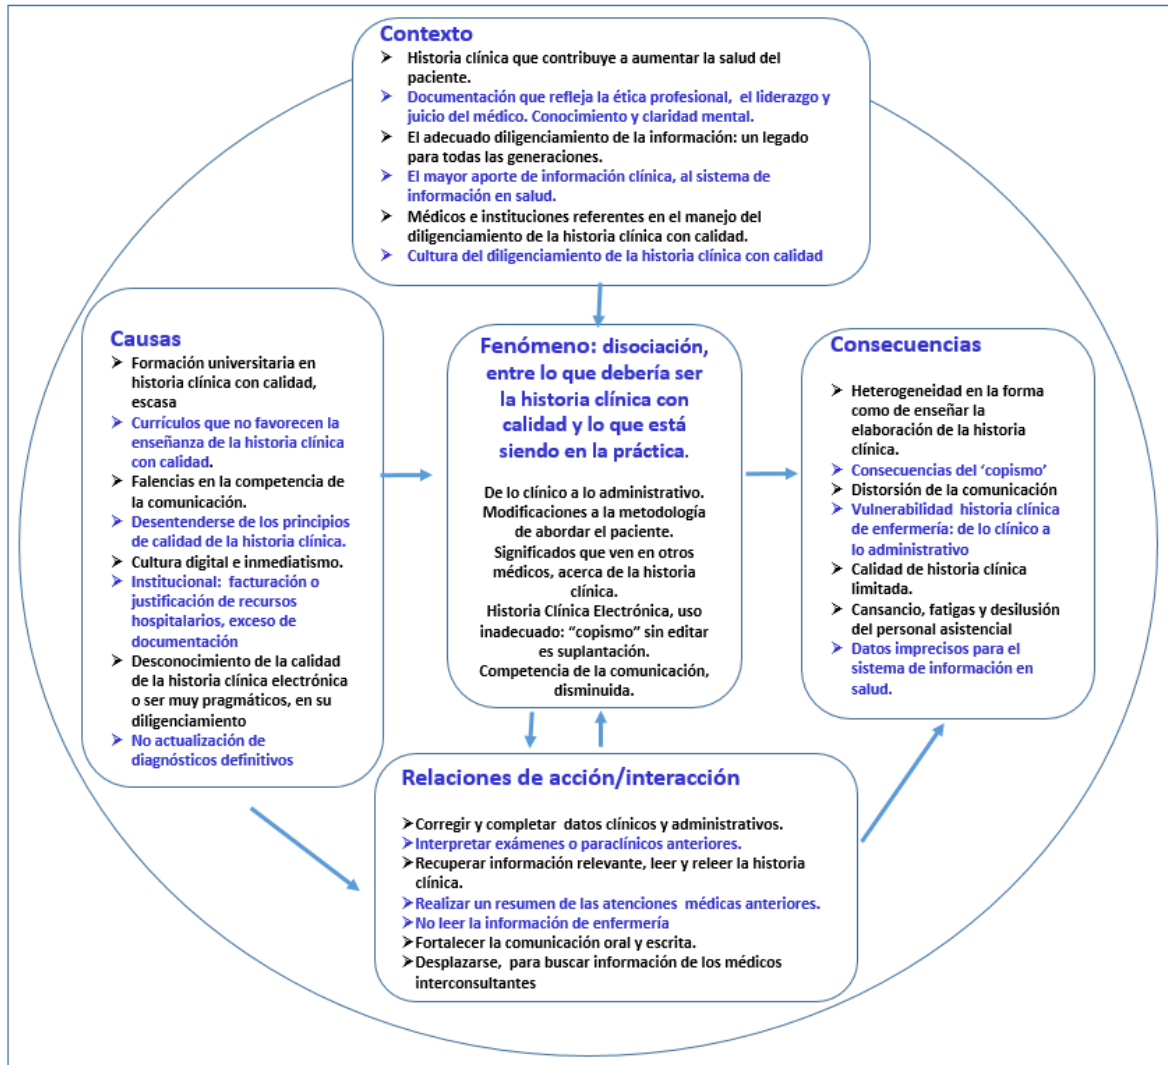 Contexto
➤ Historia clínica que contribuye a aumentar la salud del
paciente.
➤ Documentación que refleja la ética profesional, el liderazgo y
juicio del médico. Conocimiento y claridad mental.
➤ El adecuado diligenciamiento de la información: un legado
para todas las generaciones.
➤ El mayor aporte de información clínica, al sistema de
información en salud.
➤ Médicos e instituciones referentes en el manejo del
diligenciamiento de la historia clínica con calidad.
➤ Cultura del diligenciamiento de la historia clínica con calidad
Causas
➤ Formación universitaria en
historia clínica con calidad,
escasa
➤ Currículos que no favorecen la
enseñanza de la historia clínica
con calidad.
➤ Falencias en la competencia de
la comunicación.
➤ Desentenderse de los principios
de calidad de la historia clínica.
➤ Cultura digital e inmediatismo.
➤ Institucional: facturación o
justificación de recursos
hospitalarios, exceso de
documentación
➤ Desconocimiento de la calidad
de la historia clínica electrónica
o ser muy pragmáticos, en su
diligenciamiento
➤ No actualización de
diagnósticos definitivos
Fenómeno: disociación,
entre lo que debería ser
la historia clínica con
calidad y lo que está
siendo en la práctica.
De lo clínico a lo administrativo.
Modificaciones a la metodología
de abordar el paciente.
Significados que ven en otros
médicos, acerca de la historia
clínica.
Historia Clínica Electrónica, uso
inadecuado: “copismo” sin editar
es suplantación.
Competencia de la comunicación,
disminuida.
Consecuencias
➤ Heterogeneidad en la forma
como de enseñar la
elaboración de la historia
clínica.
➤ Consecuencias del ‘copismo’
➤ Distorsión de la comunicación
➤ Vulnerabilidad historia clínica
de enfermería: de lo clínico a
lo administrativo
➤ Calidad de historia clínica
limitada.
➤ Cansancio, fatigas y desilusión
del personal asistencial
➤ Datos imprecisos para el
sistema de información en
salud.
Relaciones de acción/interacción
➤Corregir y completar datos clínicos y administrativos.
➤Interpretar exámenes o paraclínicos anteriores.
➤Recuperar información relevante, leer y releer la historia
clínica.
➤Realizar un resumen de las atenciones médicas anteriores.
➤No leer la información de enfermería
➤Fortalecer la comunicación oral y escrita.
➤Desplazarse, para buscar información de los médicos
interconsultantes